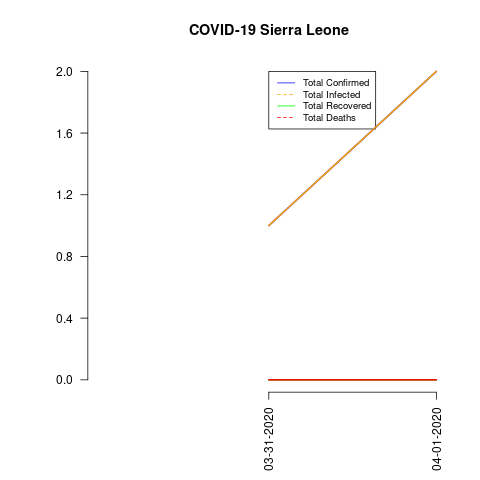 COVID-19 Sierra Leone
2.0
1.6
1.2
0.8
0.4
0.0
Total Confirmed
Total Infected
Total Recovered
Total Deaths
03-31-2020
04-01-2020